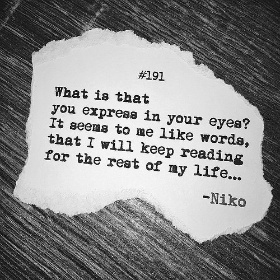 #191
What is that
you express in your eyes?
It seems to me like words,
that I will keep reading
for the rest of my life...
-Niko